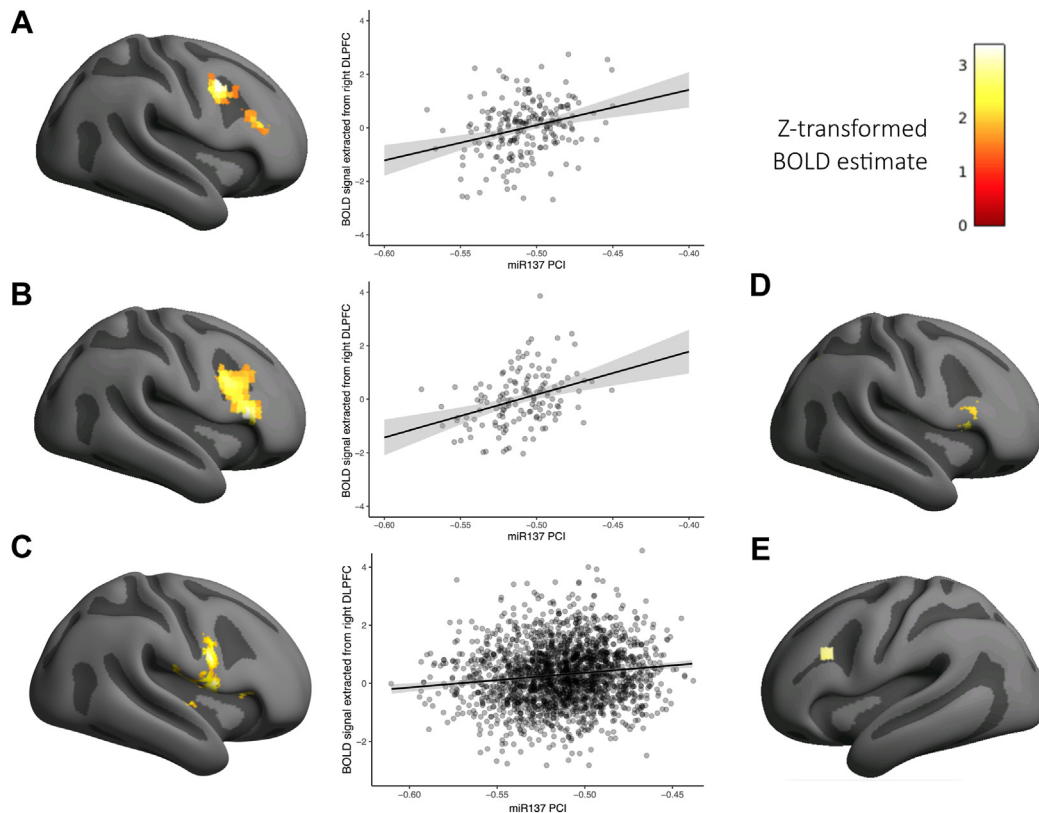 A
BOLD signal extracted from right DLPFC
4
2
0
−2
−4
−0.60
−0.55
−0.50
−0.45
−0.40
miR137 PCI
3
2
1
0
Z-transformed
BOLD estimate
B
BOLD signal extracted from right DLPFC
4
2
0
−2
−4
−0.60
−0.55
−0.50
−0.45
−0.40
miR137 PCI
D
C
BOLD signal extracted from right DLPFC
4
2
0
−2
−0.60
−0.55
−0.50
−0.45
miR137 PCI
E